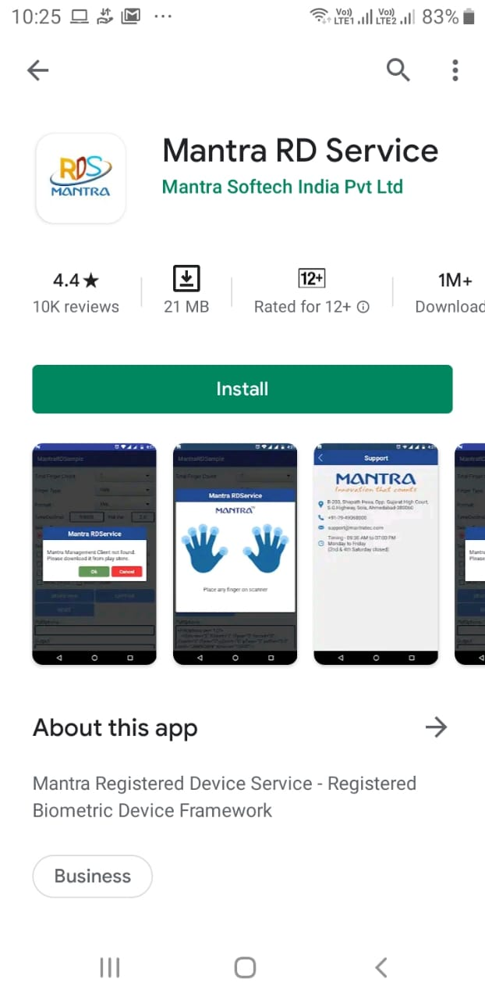 10:25
Vo)) LTE1 Vo)) LTE2 83%
RDS
MANTRA
Mantra RD Service
Mantra Softech India Pvt Ltd
4.4★
10K reviews
21 MB
12+
Rated for 12+
1M+
Download
Install
MantraRDSample
Mantra RDService
Mantra Management Client not found.
Please download it from play store.
Ok Cancel
MantraRDSample
Mantra RDService
MANTRA
Place any finger on scanner
Support
MANTRA
Innovation that counts
B-203, Shapath Hexa, Opp. Gujarat High Court,
S.G.Highway, Sola, Ahmedabad-380060
+91-79-49068000
support@mantratec.com
Timing - 09:30 AM to 07:00 PM
Monday to Friday
(2nd & 4th Saturday closed)
About this app
Mantra Registered Device Service - Registered
Biometric Device Framework
Business